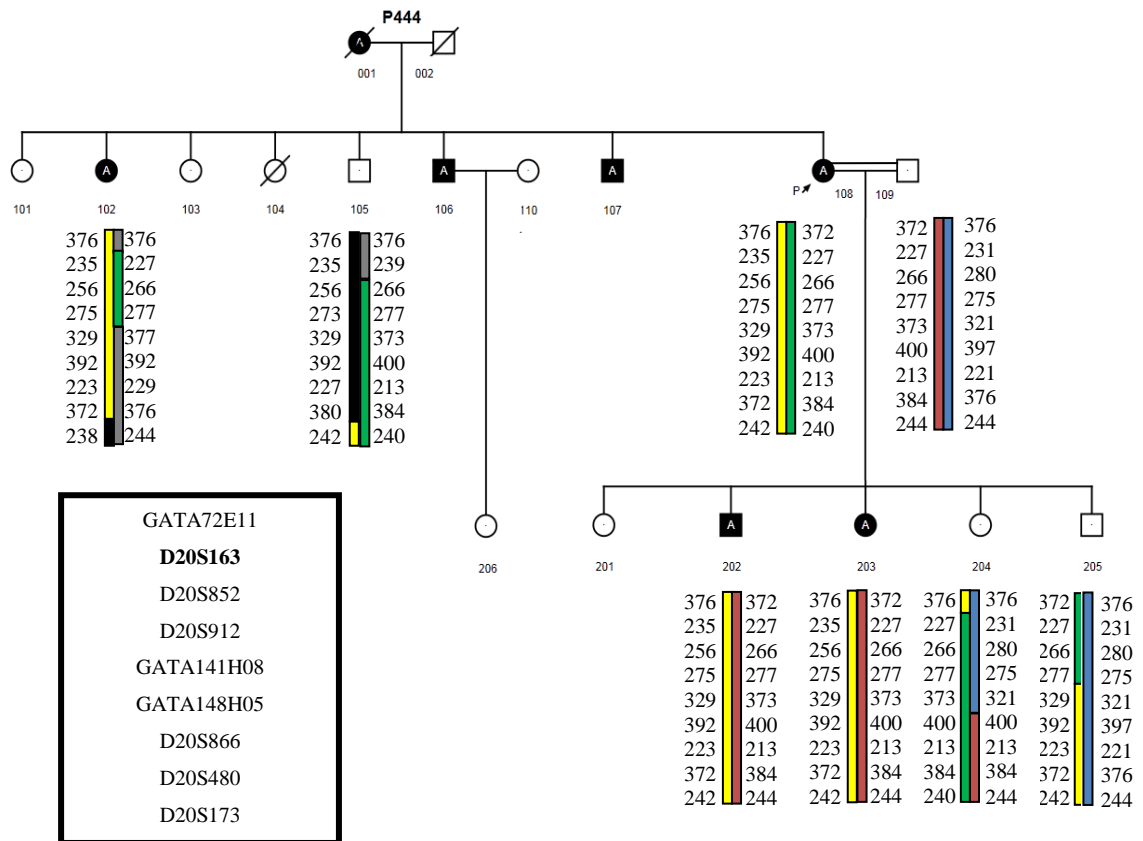 P444
A
001 002
A A A A
P 108 109
101 102 103 104 105 106 110 107
376 376 376 376 376 372 372 376
235 227 235 239 235 227 227 231
256 266 256 266 256 266 266 280
275 277 273 277 275 277 277 275
329 377 329 373 329 373 373 321
392 392 392 400 392 400 400 397
223 229 227 213 223 213 213 221
372 376 380 384 372 384 384 376
238 244 242 240 242 240 244 244
GATA72E11
D20S163
D20S852
D20S912
GATA141H08
GATA148H05
D20S866
D20S480
D20S173
A A
206 201 202 203 204 205
376 372 376 372 376 376 372 376
235 227 235 227 227 231 227 231
256 266 256 266 266 280 266 280
275 277 275 277 277 275 277 275
329 373 329 373 373 321 329 321
392 400 392 400 400 400 392 397
223 213 223 213 213 213 223 221
372 384 372 384 384 384 372 376
242 244 242 244 240 244 242 244